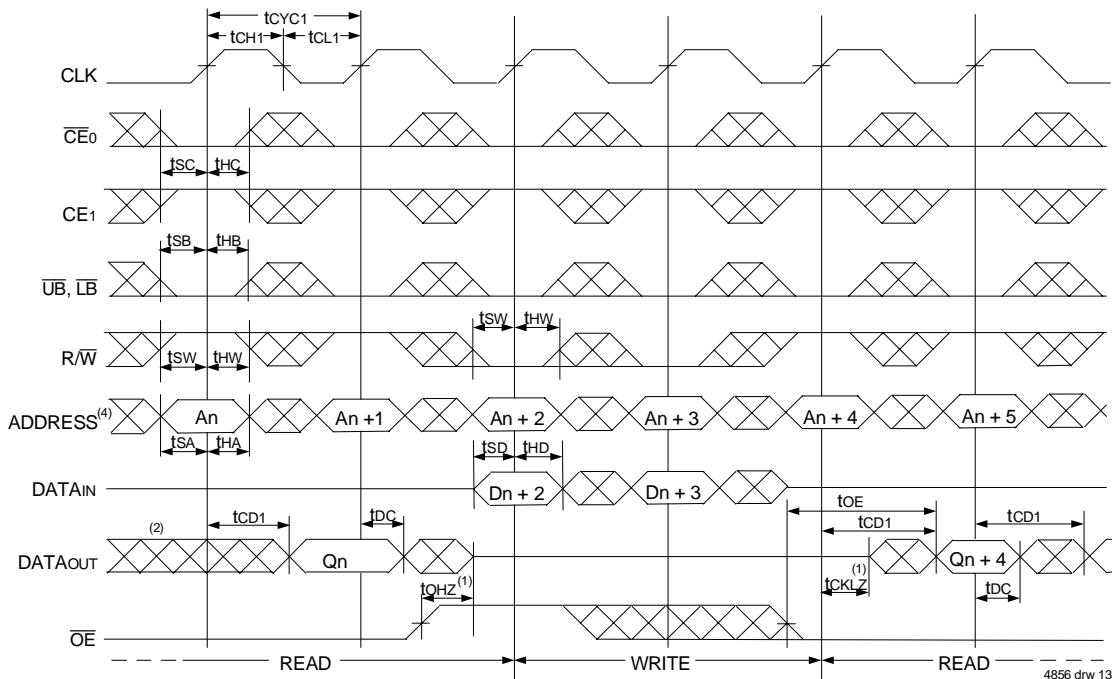 tCYC1
tCH1 tCL1
CLK
CE0
tSC tHC
CE1
tSB tHB
UB, LB
tSW tHW
R/W
tSW tHW
ADDRESS(4) An An +1 An + 2 An + 3 An + 4 An + 5
tSA tHA tSD tHD
DATAIN Dn + 2 Dn + 3
tOE
(2) tCD1 tDC tCD1 tCD1
DATAOUT Qn Qn + 4
tOHZ(1) tCKLZ(1) tDC
OE
READ WRITE READ
4856 drw 13